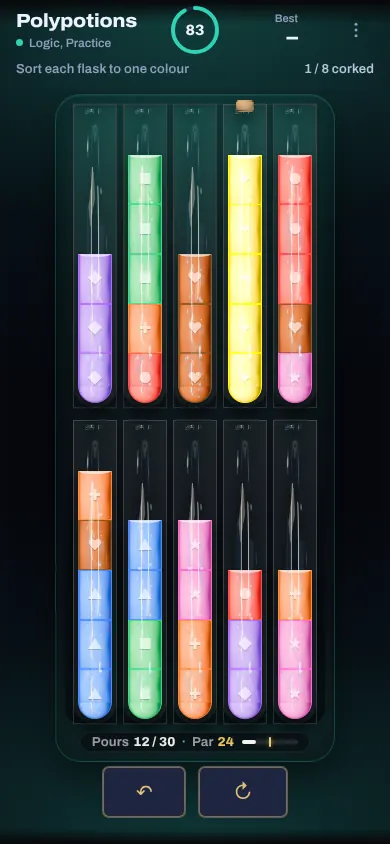 Polypotions
Logic, Practice
83
Best
–
Sort each flask to one colour
1 / 8 corked
Pours 12 / 30 · Par 24